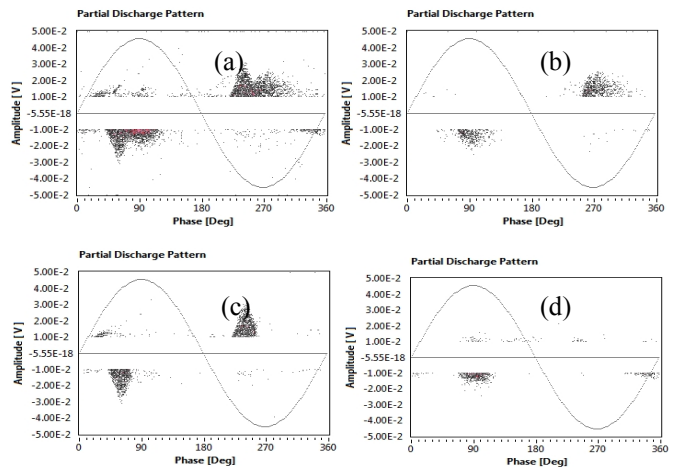 Partial Discharge Pattern
5.00E-2
4.00E-2
3.00E-2
2.00E-2
1.00E-2
-5.55E-18
-1.00E-2
-2.00E-2
-3.00E-2
-4.00E-2
-5.00E-2
Amplitude [V]
(a)
0 90 180 270 360
Phase [Deg]
Partial Discharge Pattern
5.00E-2
4.00E-2
3.00E-2
2.00E-2
1.00E-2
-5.55E-18
-1.00E-2
-2.00E-2
-3.00E-2
-4.00E-2
-5.00E-2
Amplitude [V]
(b)
0 90 180 270 360
Phase [Deg]
Partial Discharge Pattern
5.00E-2
4.00E-2
3.00E-2
2.00E-2
1.00E-2
-5.55E-18
-1.00E-2
-2.00E-2
-3.00E-2
-4.00E-2
-5.00E-2
Amplitude [V]
(c)
0 90 180 270 360
Phase [Deg]
Partial Discharge Pattern
5.00E-2
4.00E-2
3.00E-2
2.00E-2
1.00E-2
-5.55E-18
-1.00E-2
-2.00E-2
-3.00E-2
-4.00E-2
-5.00E-2
Amplitude [V]
(d)
0 90 180 270 360
Phase [Deg]